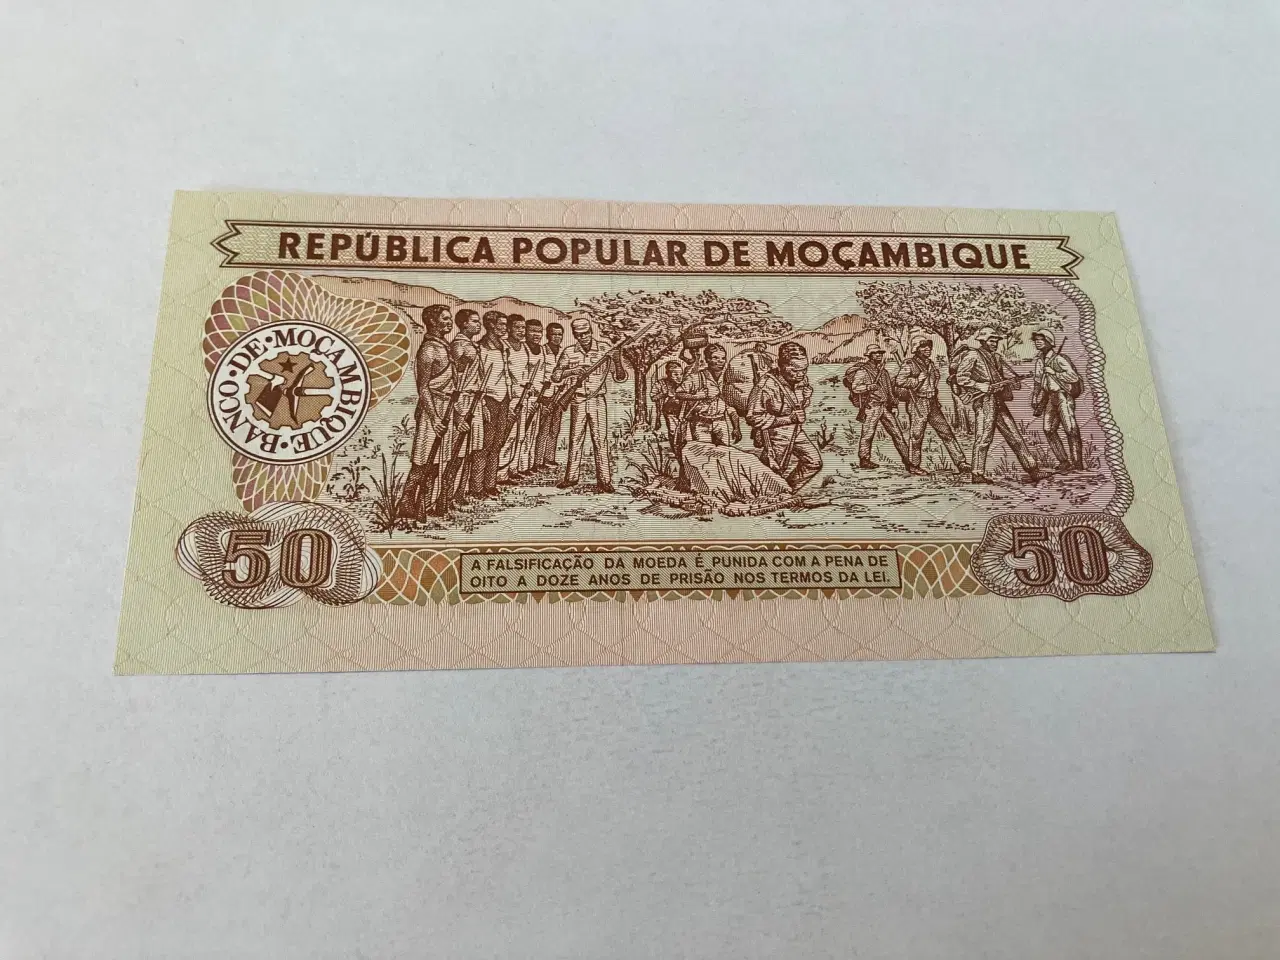 REPÚBLICA POPULAR DE MOÇAMBIQUE
BANCO·DE·MOÇAMBIQUE·
50
A FALSIFICAÇÃO DA MOEDA É PUNIDA COM A PENA DE
OITO A DOZE ANOS DE PRISÃO NOS TERMOS DA LEI.
50